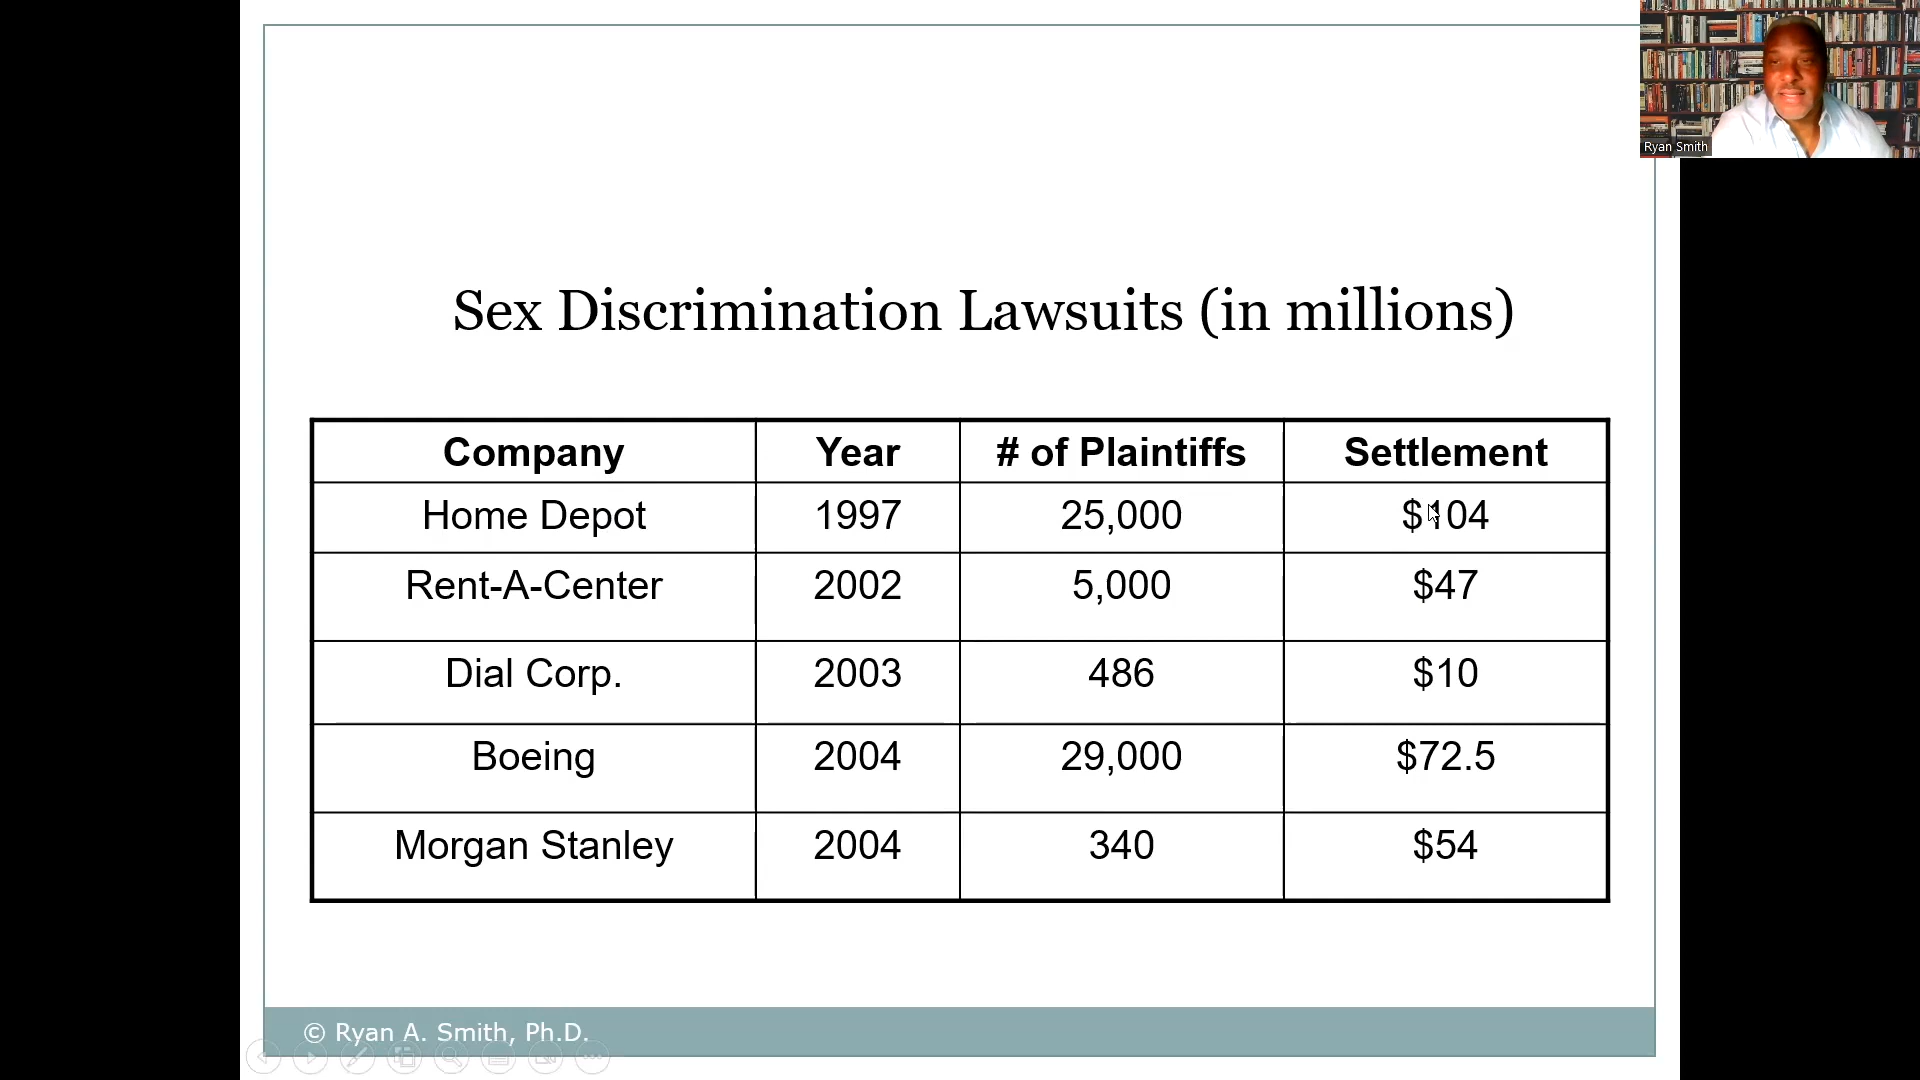 Ryan Smith
Sex Discrimination Lawsuits (in millions)
Company Year # of Plaintiffs Settlement
Home Depot 1997 25,000 $104
Rent-A-Center 2002 5,000 $47
Dial Corp. 2003 486 $10
Boeing 2004 29,000 $72.5
Morgan Stanley 2004 340 $54
© Ryan A. Smith, Ph.D.